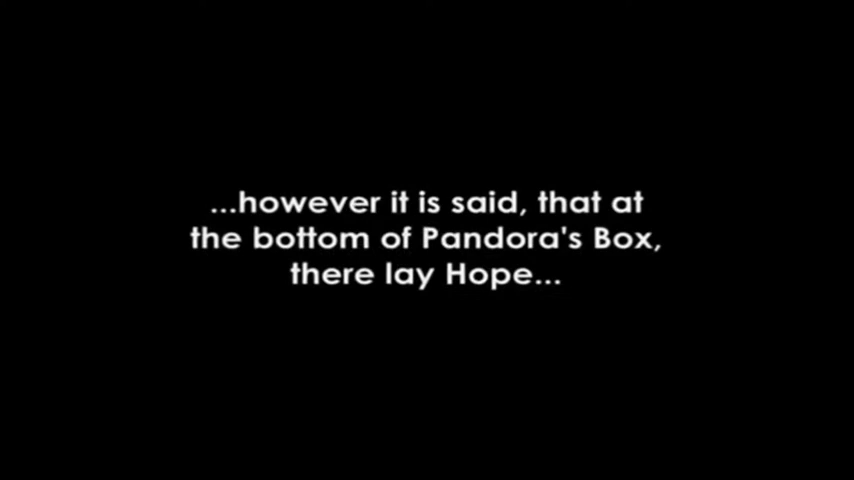 ...however it is said, that at
the bottom of Pandora's Box,
there lay Hope...